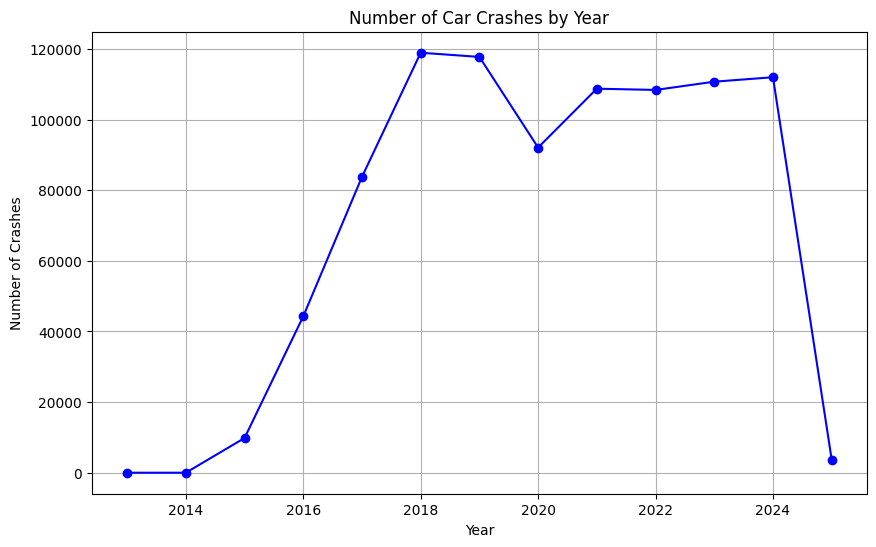 Number of Car Crashes by Year
Number of Crashes
120000
100000
80000
60000
40000
20000
0
2014 2016 2018 2020 2022 2024
Year